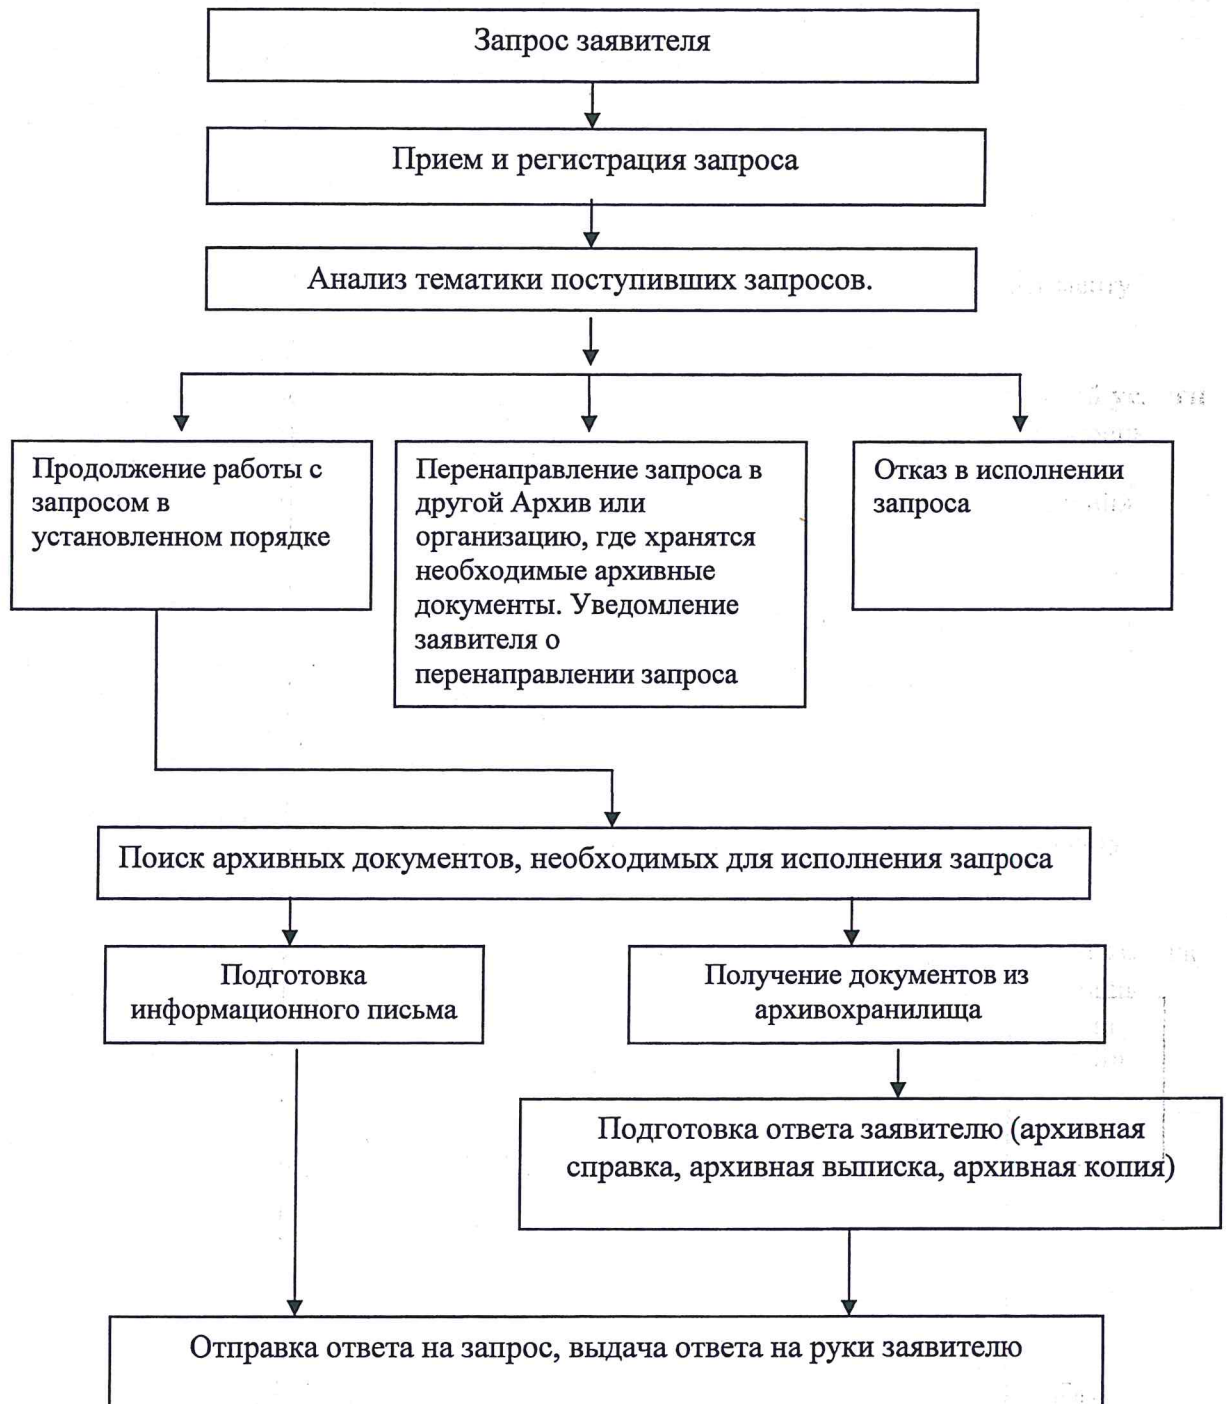 Запрос заявителя
Прием и регистрация запроса
Анализ тематики поступивших запросов.
Продолжение работы с
запросом в
установленном порядке
Перенаправление запроса в
другой Архив или
организацию, где хранятся
необходимые архивные
документы. Уведомление
заявителя о
перенаправлении запроса
Отказ в исполнении
запроса
Поиск архивных документов, необходимых для исполнения запроса
Подготовка
информационного письма
Получение документов из
архивохранилища
Подготовка ответа заявителю (архивная
справка, архивная выписка, архивная копия)
Отправка ответа на запрос, выдача ответа на руки заявителю